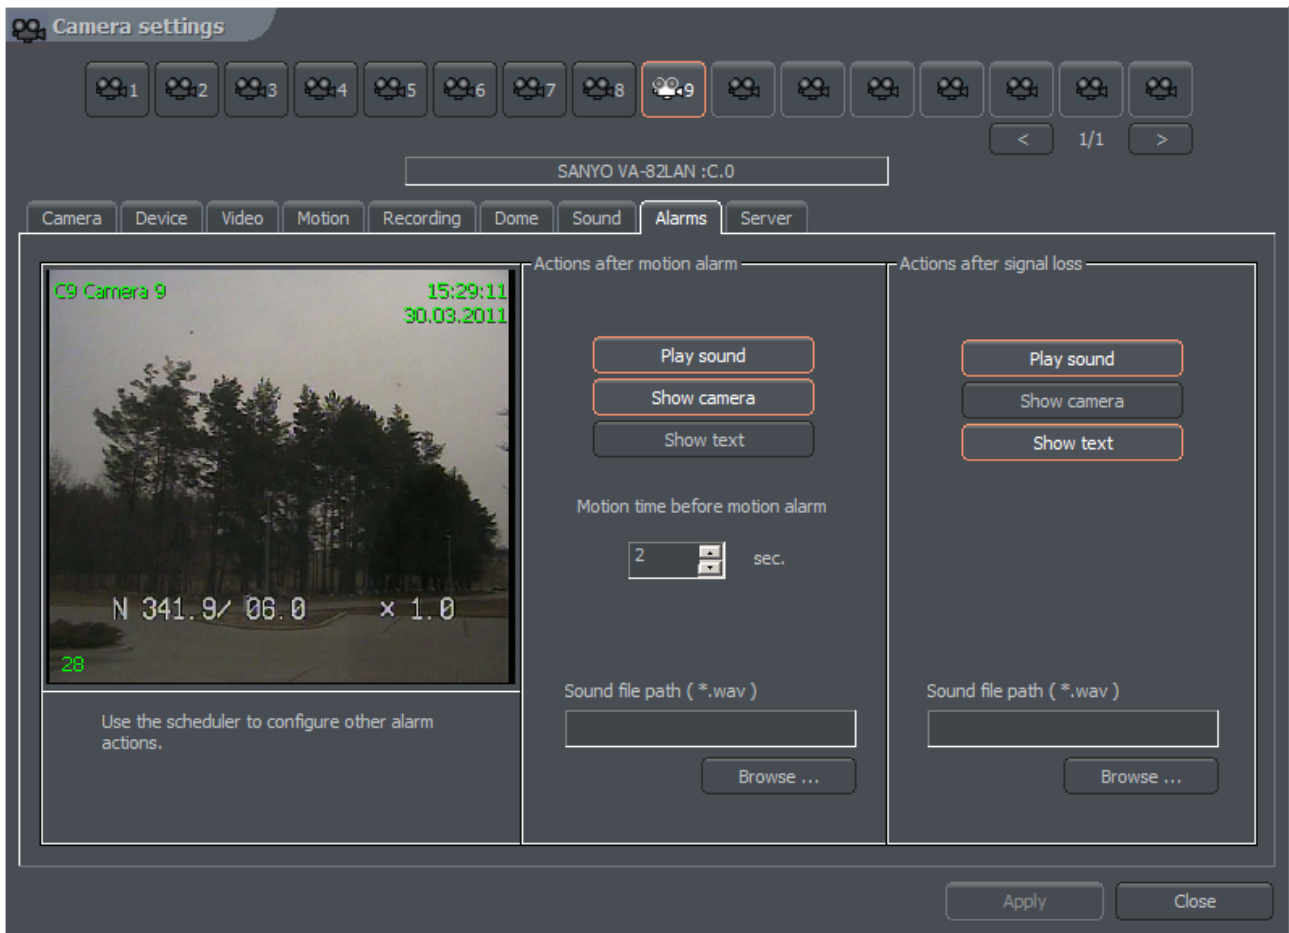 Camera settings
1 2 3 4 5 6 7 8 9
< 1/1 >
SANYO VA-82LAN :C.0
Camera Device Video Motion Recording Dome Sound Alarms Server
C9 Camera 9 15:29:11
30.03.2011
N 341.9/ 06.0 x 1.0
28
Use the scheduler to configure other alarm
actions.
Actions after motion alarm
Play sound
Show camera
Show text
Motion time before motion alarm
2 sec.
Sound file path ( *.wav )
Browse ...
Actions after signal loss
Play sound
Show camera
Show text
Sound file path ( *.wav )
Browse ...
Apply Close